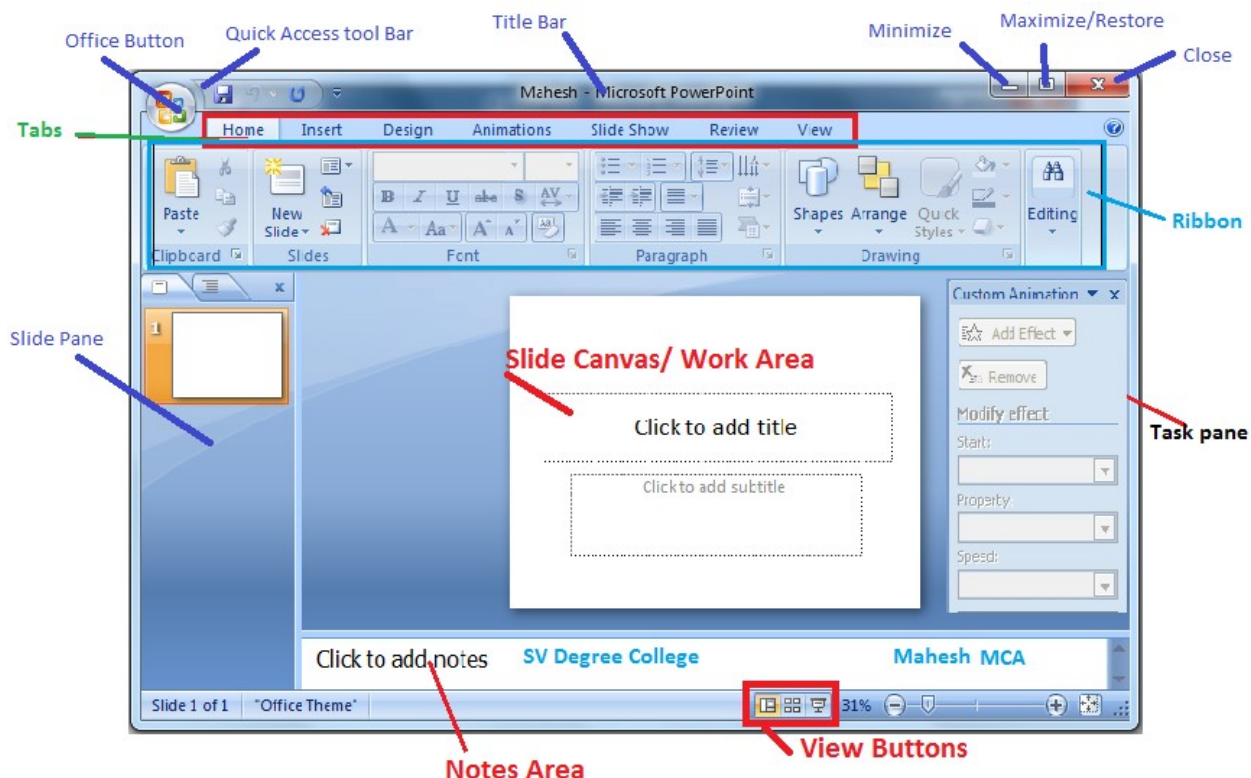 Title Bar
Maximize/Restore
Minimize
Office Button
Quick Access tool Bar
Close
Mahesh - Microsoft PowerPoint
Tabs
Home Insert Design Animations Slide Show Review View
Paste
New Slide
B I U abe S AV
A Aa A A
Shapes Arrange Quick Styles
Editing
Ribbon
Clipboard Slides Font Paragraph Drawing
Custom Animation
1
Add Effect
Slide Pane
Slide Canvas/ Work Area
Remove
Modify effect
Click to add title
Task pane
Start:
Click to add subtitle
Property:
Speed:
Click to add notes SV Degree College Mahesh MCA
Slide 1 of 1 "Office Theme" 31%
View Buttons
Notes Area